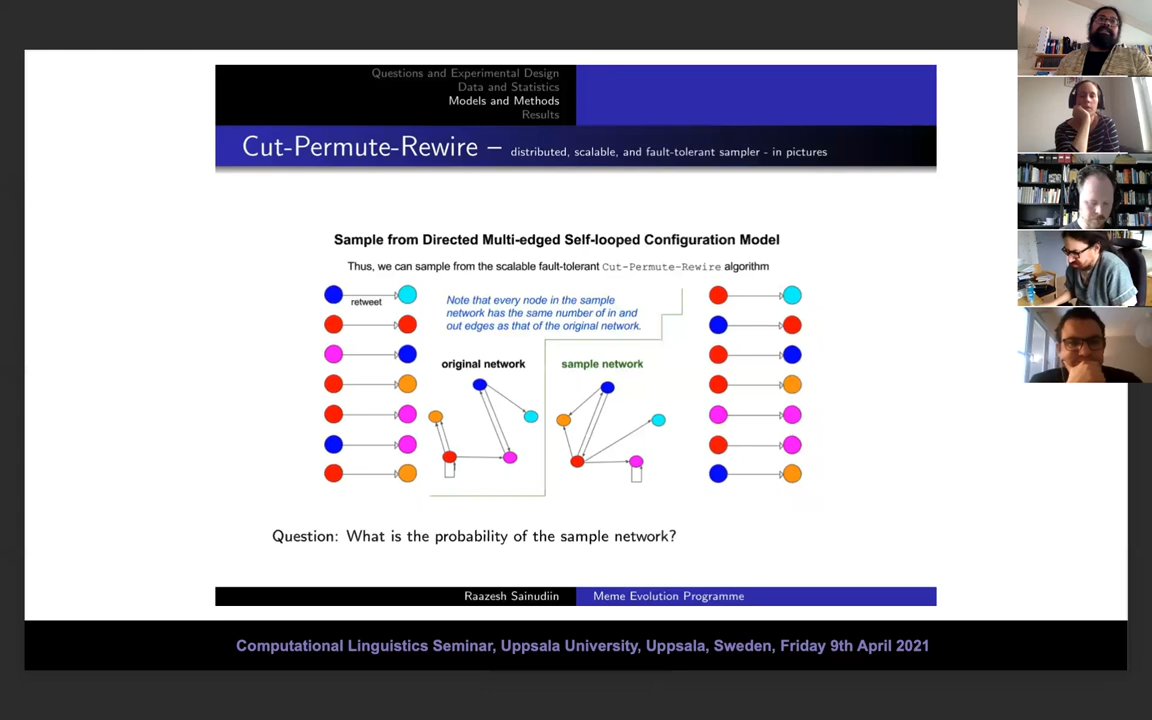 Questions and Experimental Design
Data and Statistics
Models and Methods
Results
Cut-Permute-Rewire – distributed, scalable, and fault-tolerant sampler - in pictures
Sample from Directed Multi-edged Self-looped Configuration Model
Thus, we can sample from the scalable fault-tolerant Cut-Permute-Rewire algorithm
retweet
Note that every node in the sample
network has the same number of in and
out edges as that of the original network.
original network
sample network
Question: What is the probability of the sample network?
Raazesh Sainudiin
Meme Evolution Programme
Computational Linguistics Seminar, Uppsala University, Uppsala, Sweden, Friday 9th April 2021